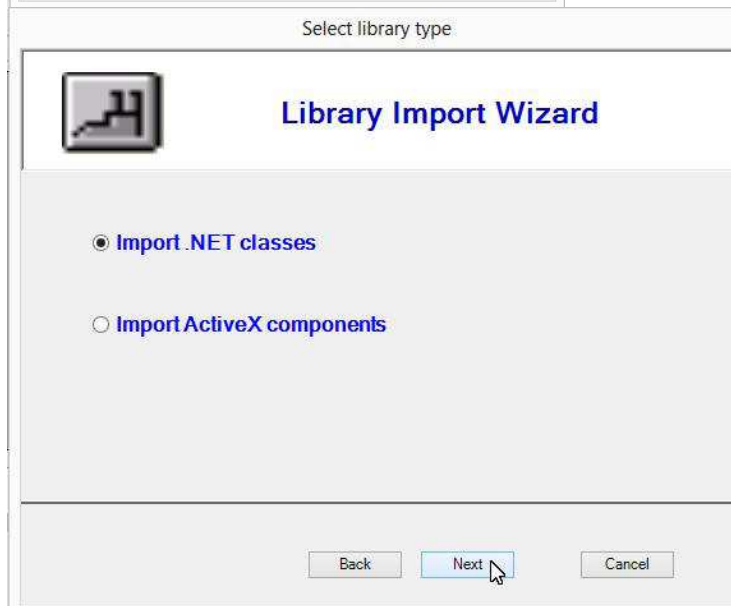 Select library type
Library Import Wizard
Import .NET classes
Import ActiveX components
Back Next Cancel